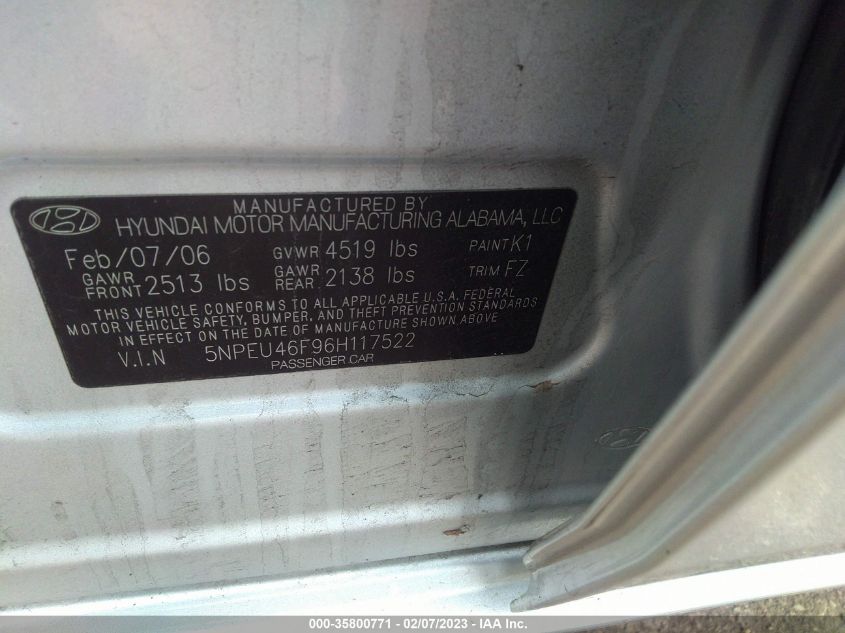 MANUFACTURED BY
HYUNDAI MOTOR MANUFACTURING ALABAMA, LLC
Feb/07/06 GVWR 4519 lbs PAINT K1
GAWR FRONT 2513 lbs GAWR REAR 2138 lbs TRIM FZ
THIS VEHICLE CONFORMS TO ALL APPLICABLE U.S.A. FEDERAL
MOTOR VEHICLE SAFETY, BUMPER, AND THEFT PREVENTION STANDARDS
IN EFFECT ON THE DATE OF MANUFACTURE SHOWN ABOVE
V.I.N 5NPEU46F96H117522
PASSENGER CAR
000-35800771 - 02/07/2023 - IAA Inc.